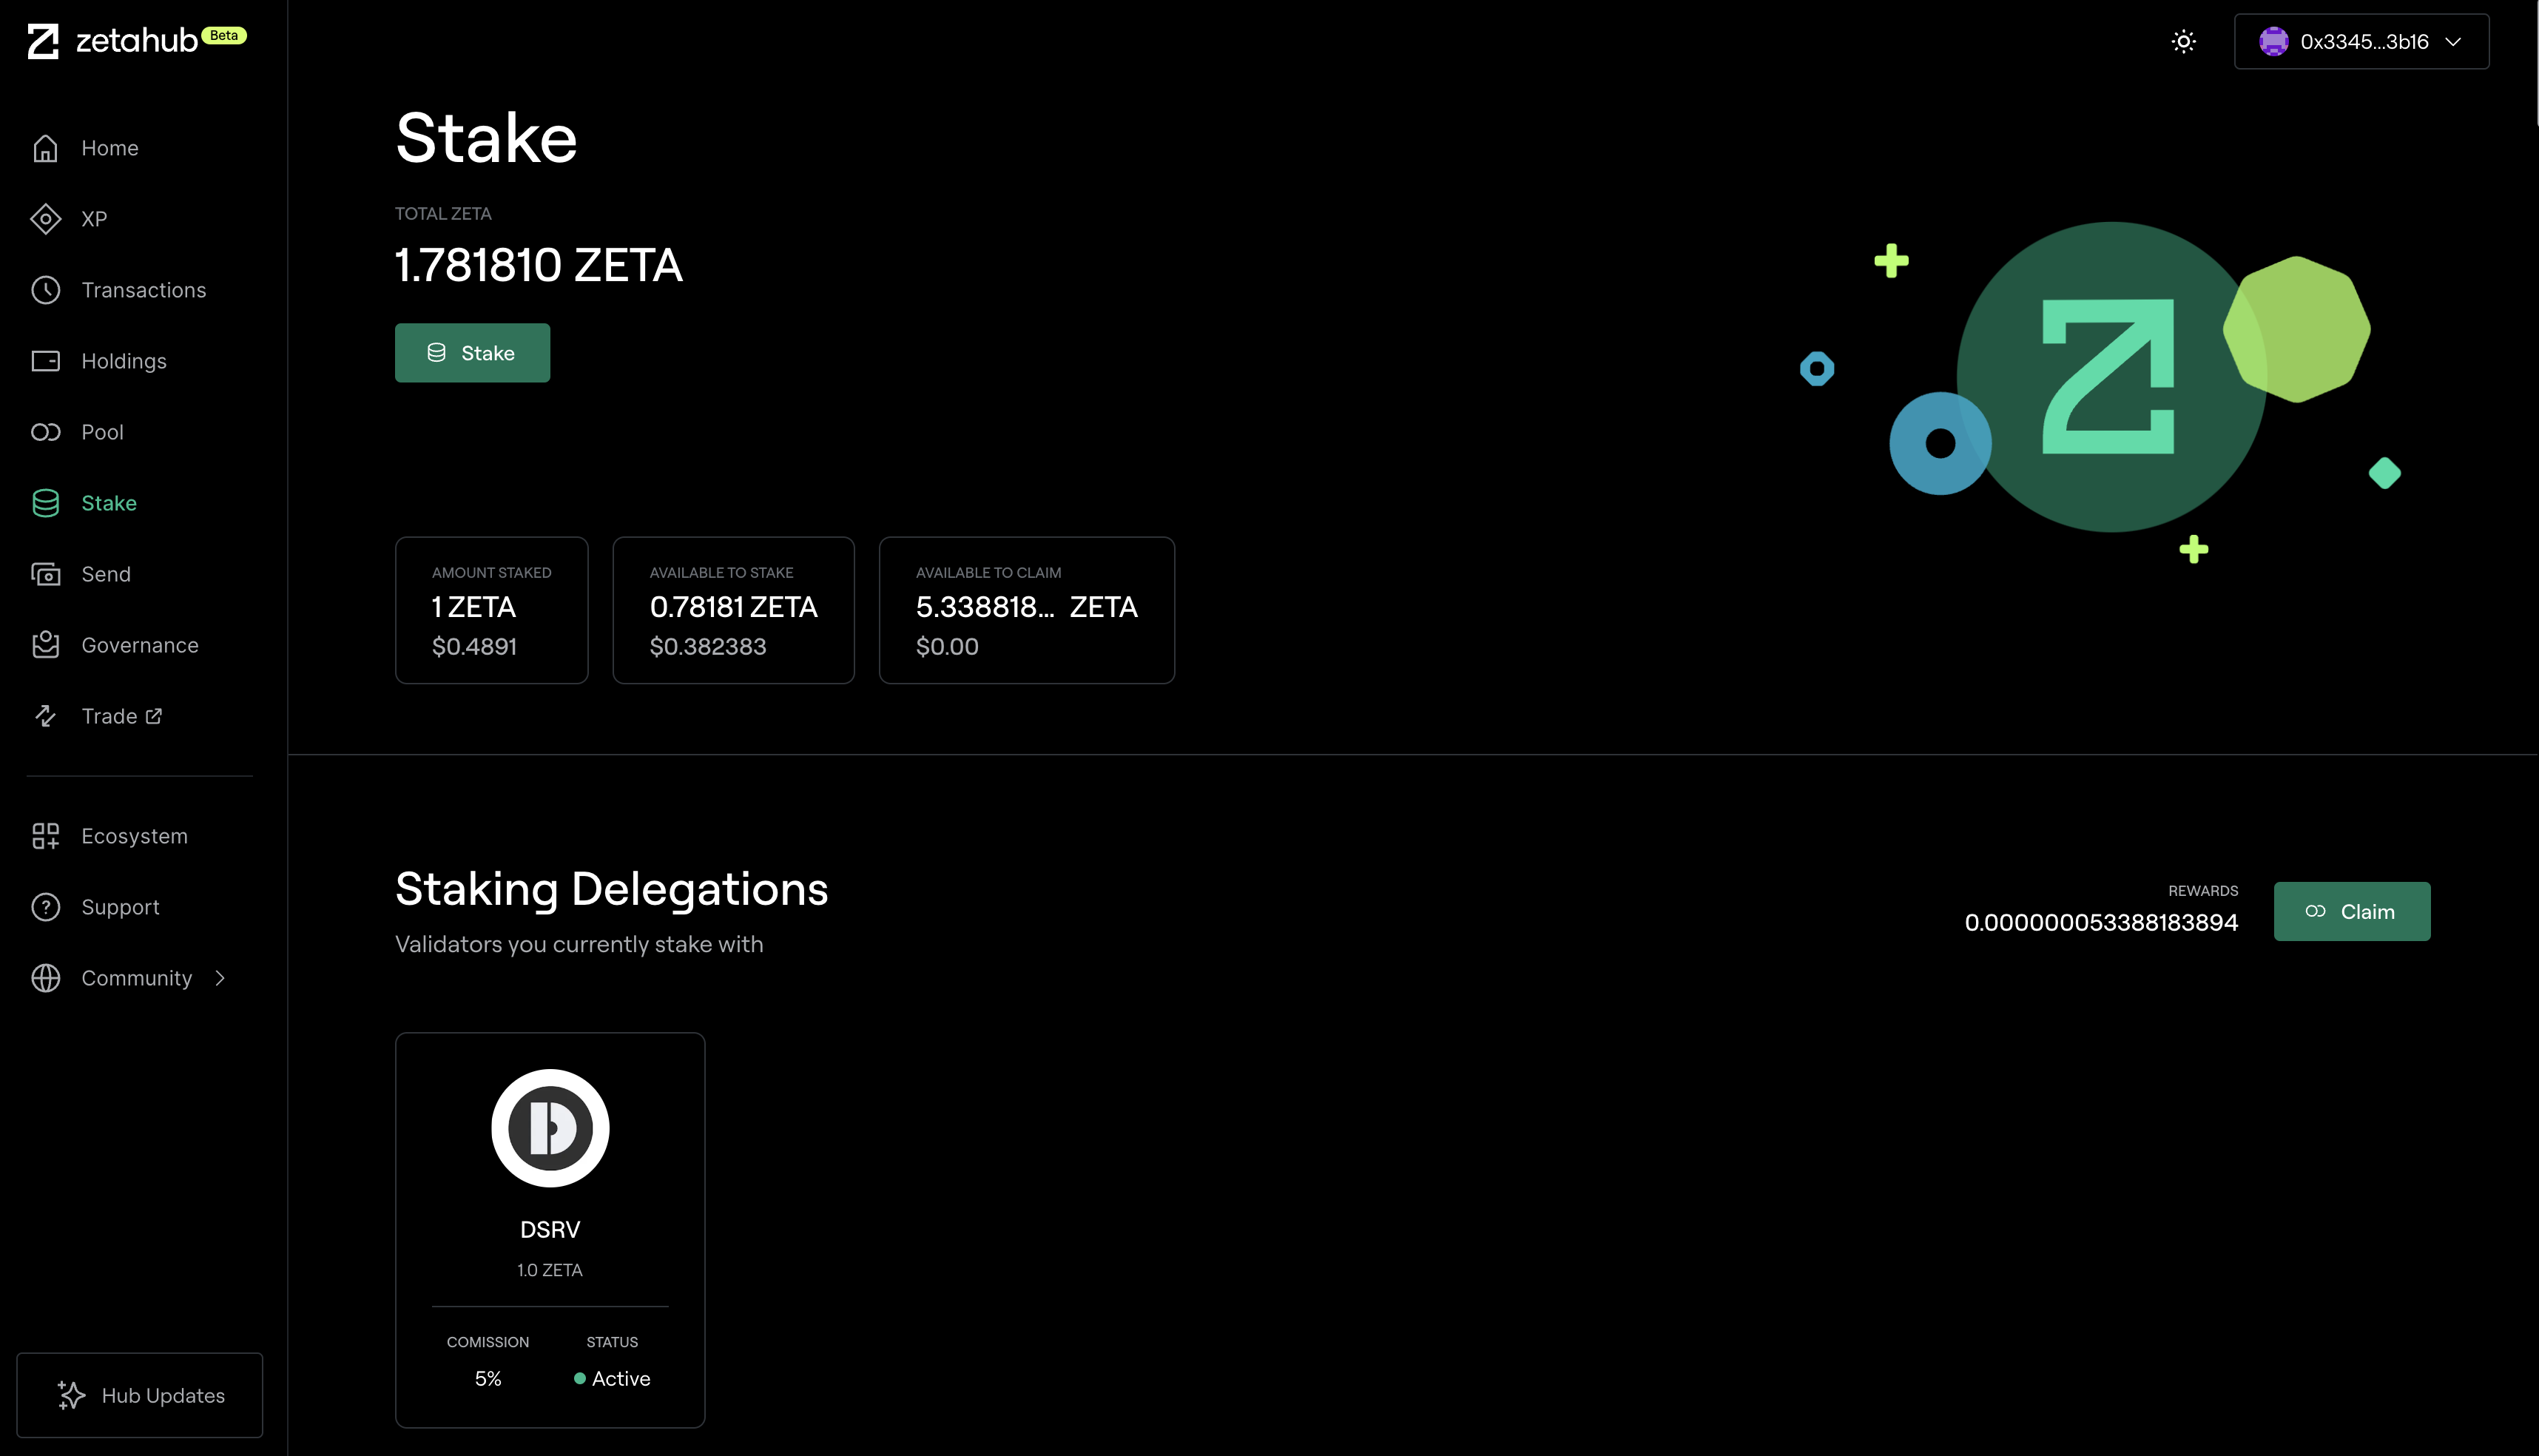 zetahub Beta
0x3345...3b16
Home
XP
Transactions
Holdings
Pool
Stake
Send
Governance
Trade
Ecosystem
Support
Community
Hub Updates
Stake
TOTAL ZETA
1.781810 ZETA
Stake
AMOUNT STAKED
1 ZETA
$0.4891
AVAILABLE TO STAKE
0.78181 ZETA
$0.382383
AVAILABLE TO CLAIM
5.338818... ZETA
$0.00
Staking Delegations
Validators you currently stake with
REWARDS
0.000000053388183894
Claim
DSRV
1.0 ZETA
COMISSION
5%
STATUS
Active